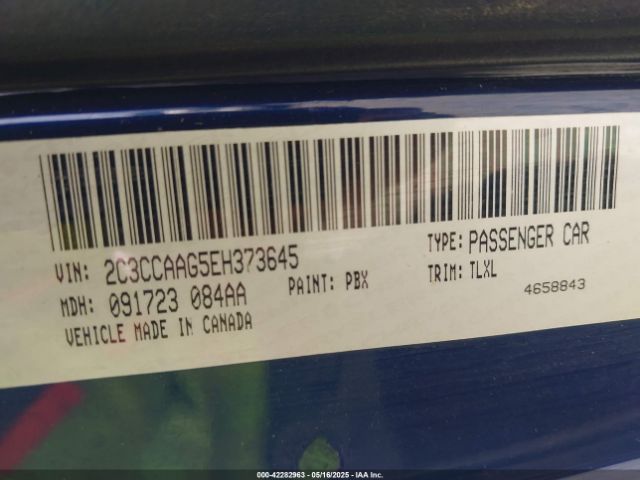 VIN: 2C3CCAAG5EH373645 TYPE: PASSENGER CAR
MDH: 091723 084AA PAINT: PBX TRIM: TLXL
VEHICLE MADE IN CANADA 4658843
000-42282963 - 05/16/2025 - IAA Inc.